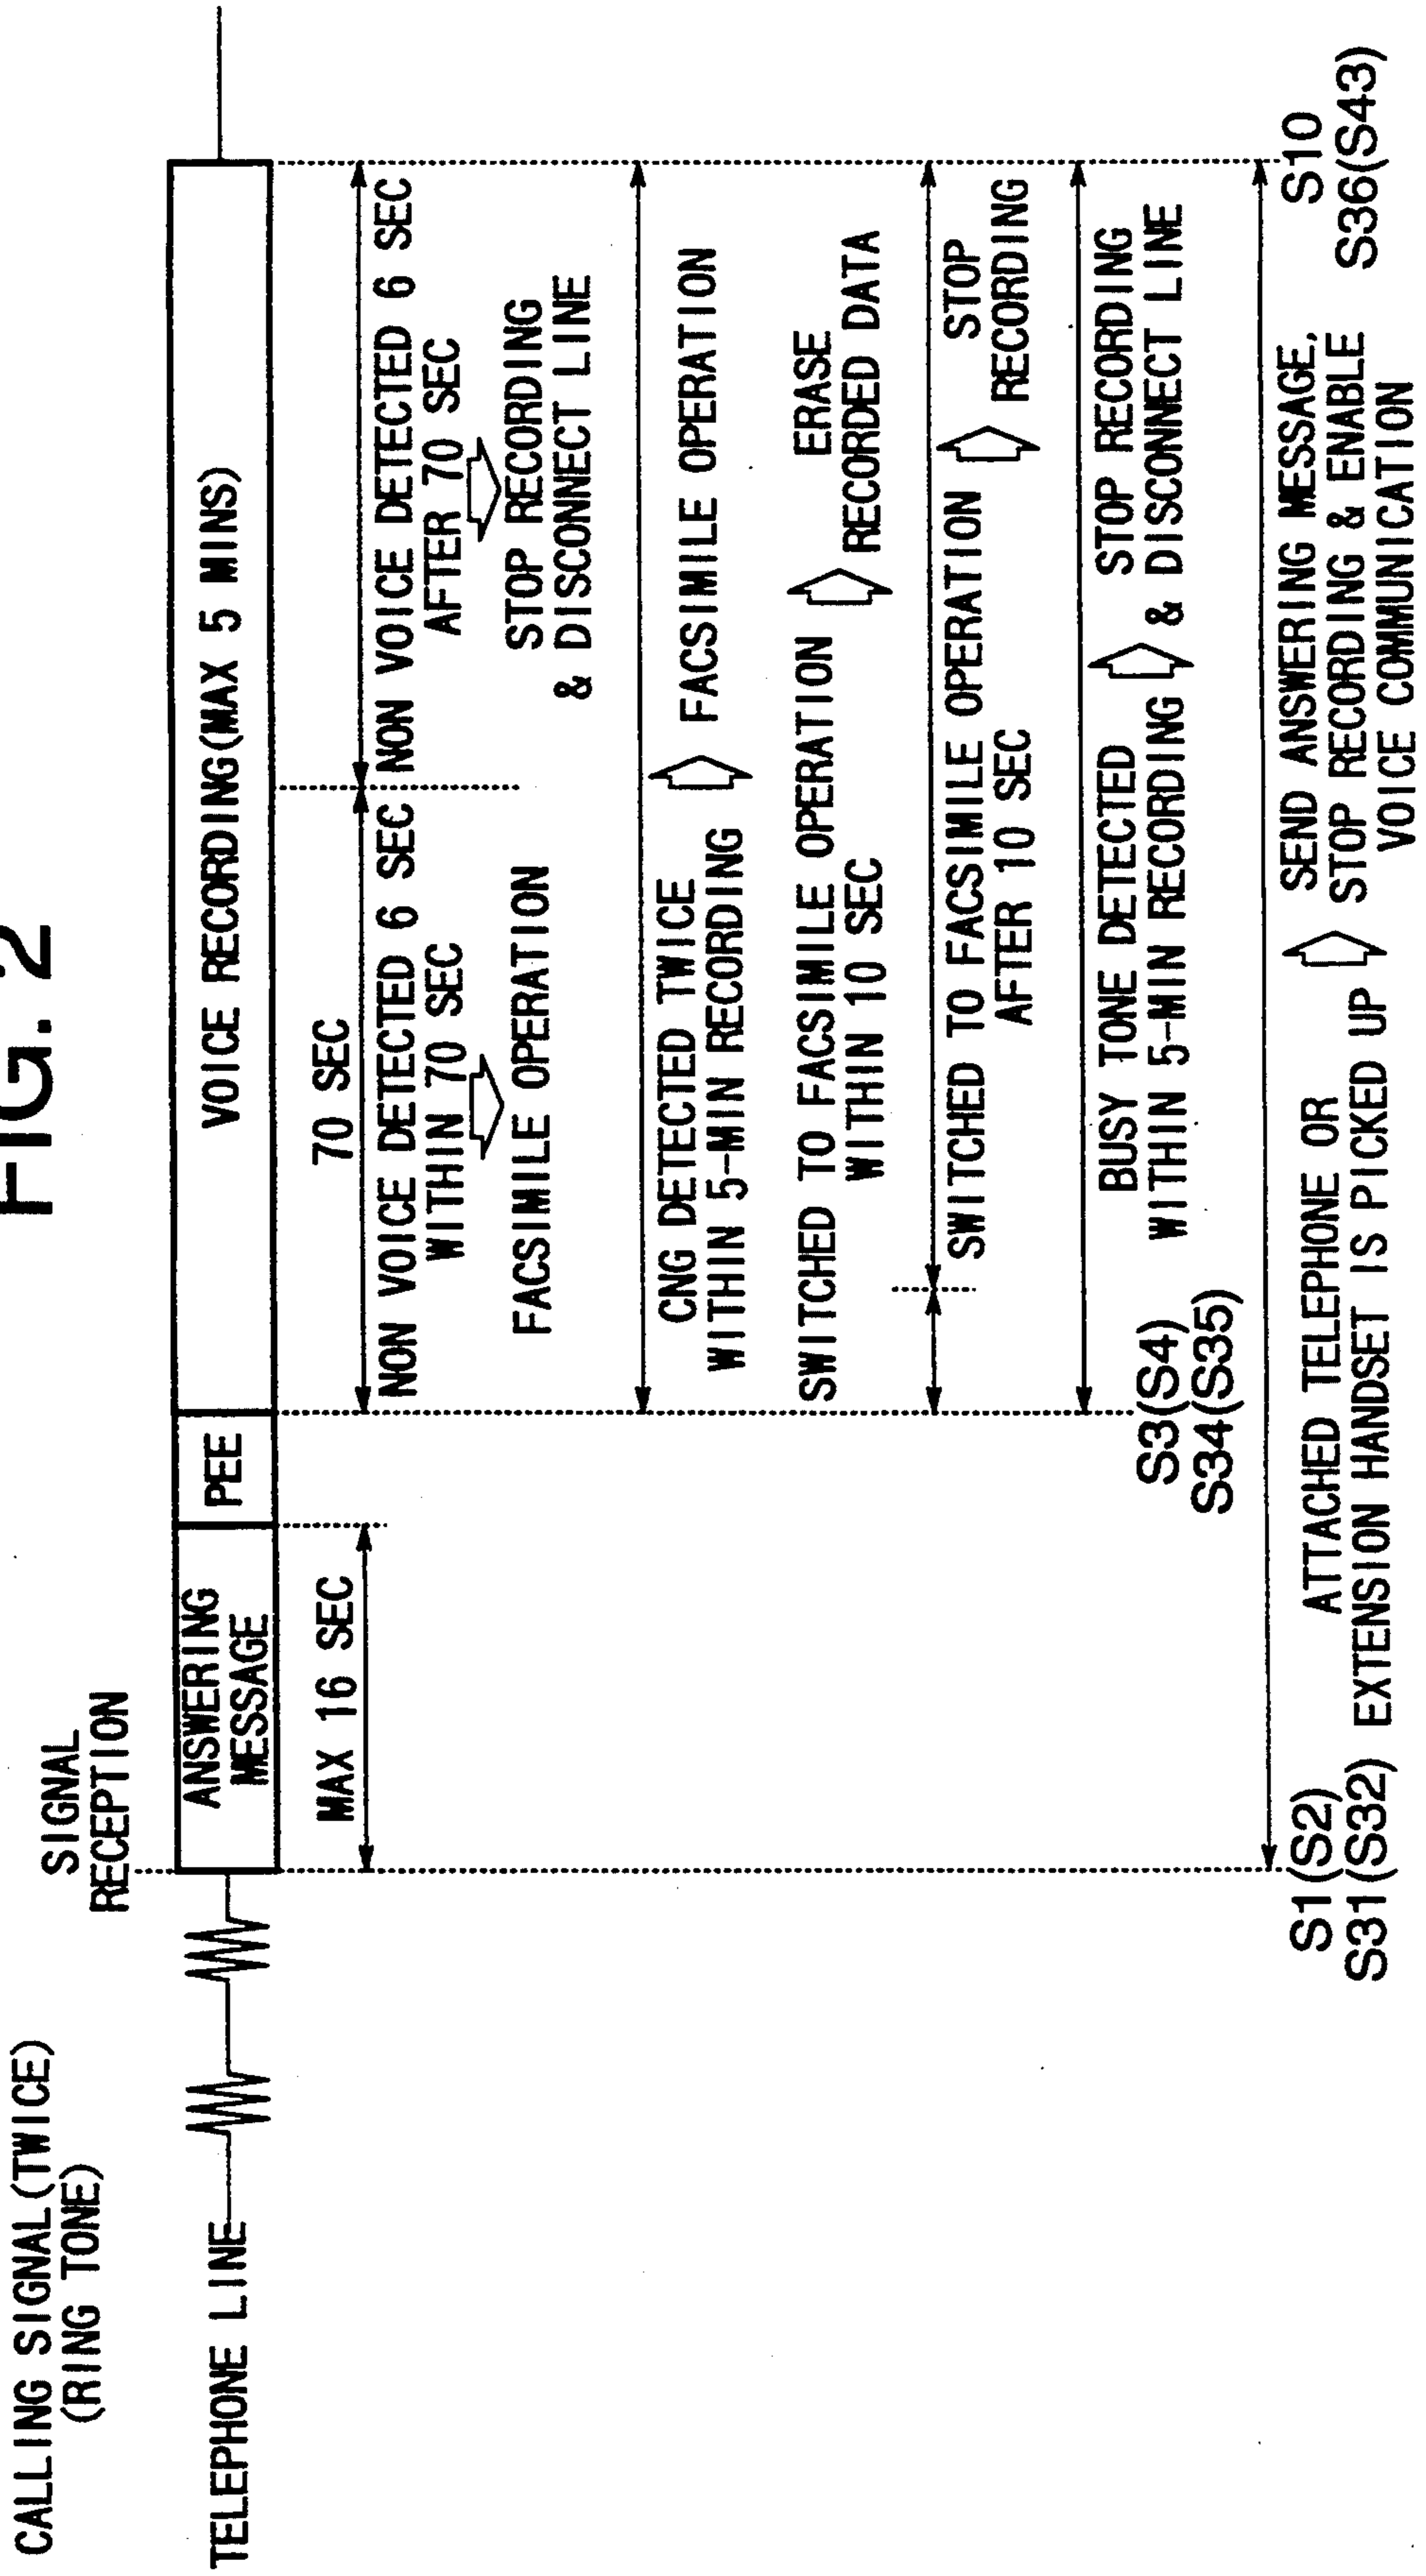 FIG. 2
CALLING SIGNAL(TWICE)
(RING TONE)
SIGNAL
RECEPTION
TELEPHONE LINE
ANSWERING
MESSAGE
PEE
VOICE RECORDING(MAX 5 MINS)
MAX 16 SEC
70 SEC
NON VOICE DETECTED 6 SEC
WITHIN 70 SEC
FACSIMILE OPERATION
NON VOICE DETECTED 6 SEC
AFTER 70 SEC
STOP RECORDING
& DISCONNECT LINE
CNG DETECTED TWICE
WITHIN 5-MIN RECORDING
FACSIMILE OPERATION
SWITCHED TO FACSIMILE OPERATION
WITHIN 10 SEC
ERASE
RECORDED DATA
SWITCHED TO FACSIMILE OPERATION
AFTER 10 SEC
STOP
RECORDING
BUSY TONE DETECTED
WITHIN 5-MIN RECORDING
STOP RECORDING
& DISCONNECT LINE
S3(S4)
S34(S35)
S1(S2)
S31(S32)
ATTACHED TELEPHONE OR
EXTENSION HANDSET IS PICKED UP
SEND ANSWERING MESSAGE,
STOP RECORDING & ENABLE
VOICE COMMUNICATION
S10
S36(S43)